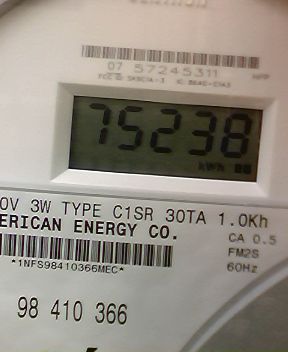 07 57245311
75238
kWh
0V 3W TYPE C1SR 30TA 1.0Kh
ERICAN ENERGY CO.
CA 0.5
FM2S
60Hz
*1NFS98410366MEC*
98 410 366